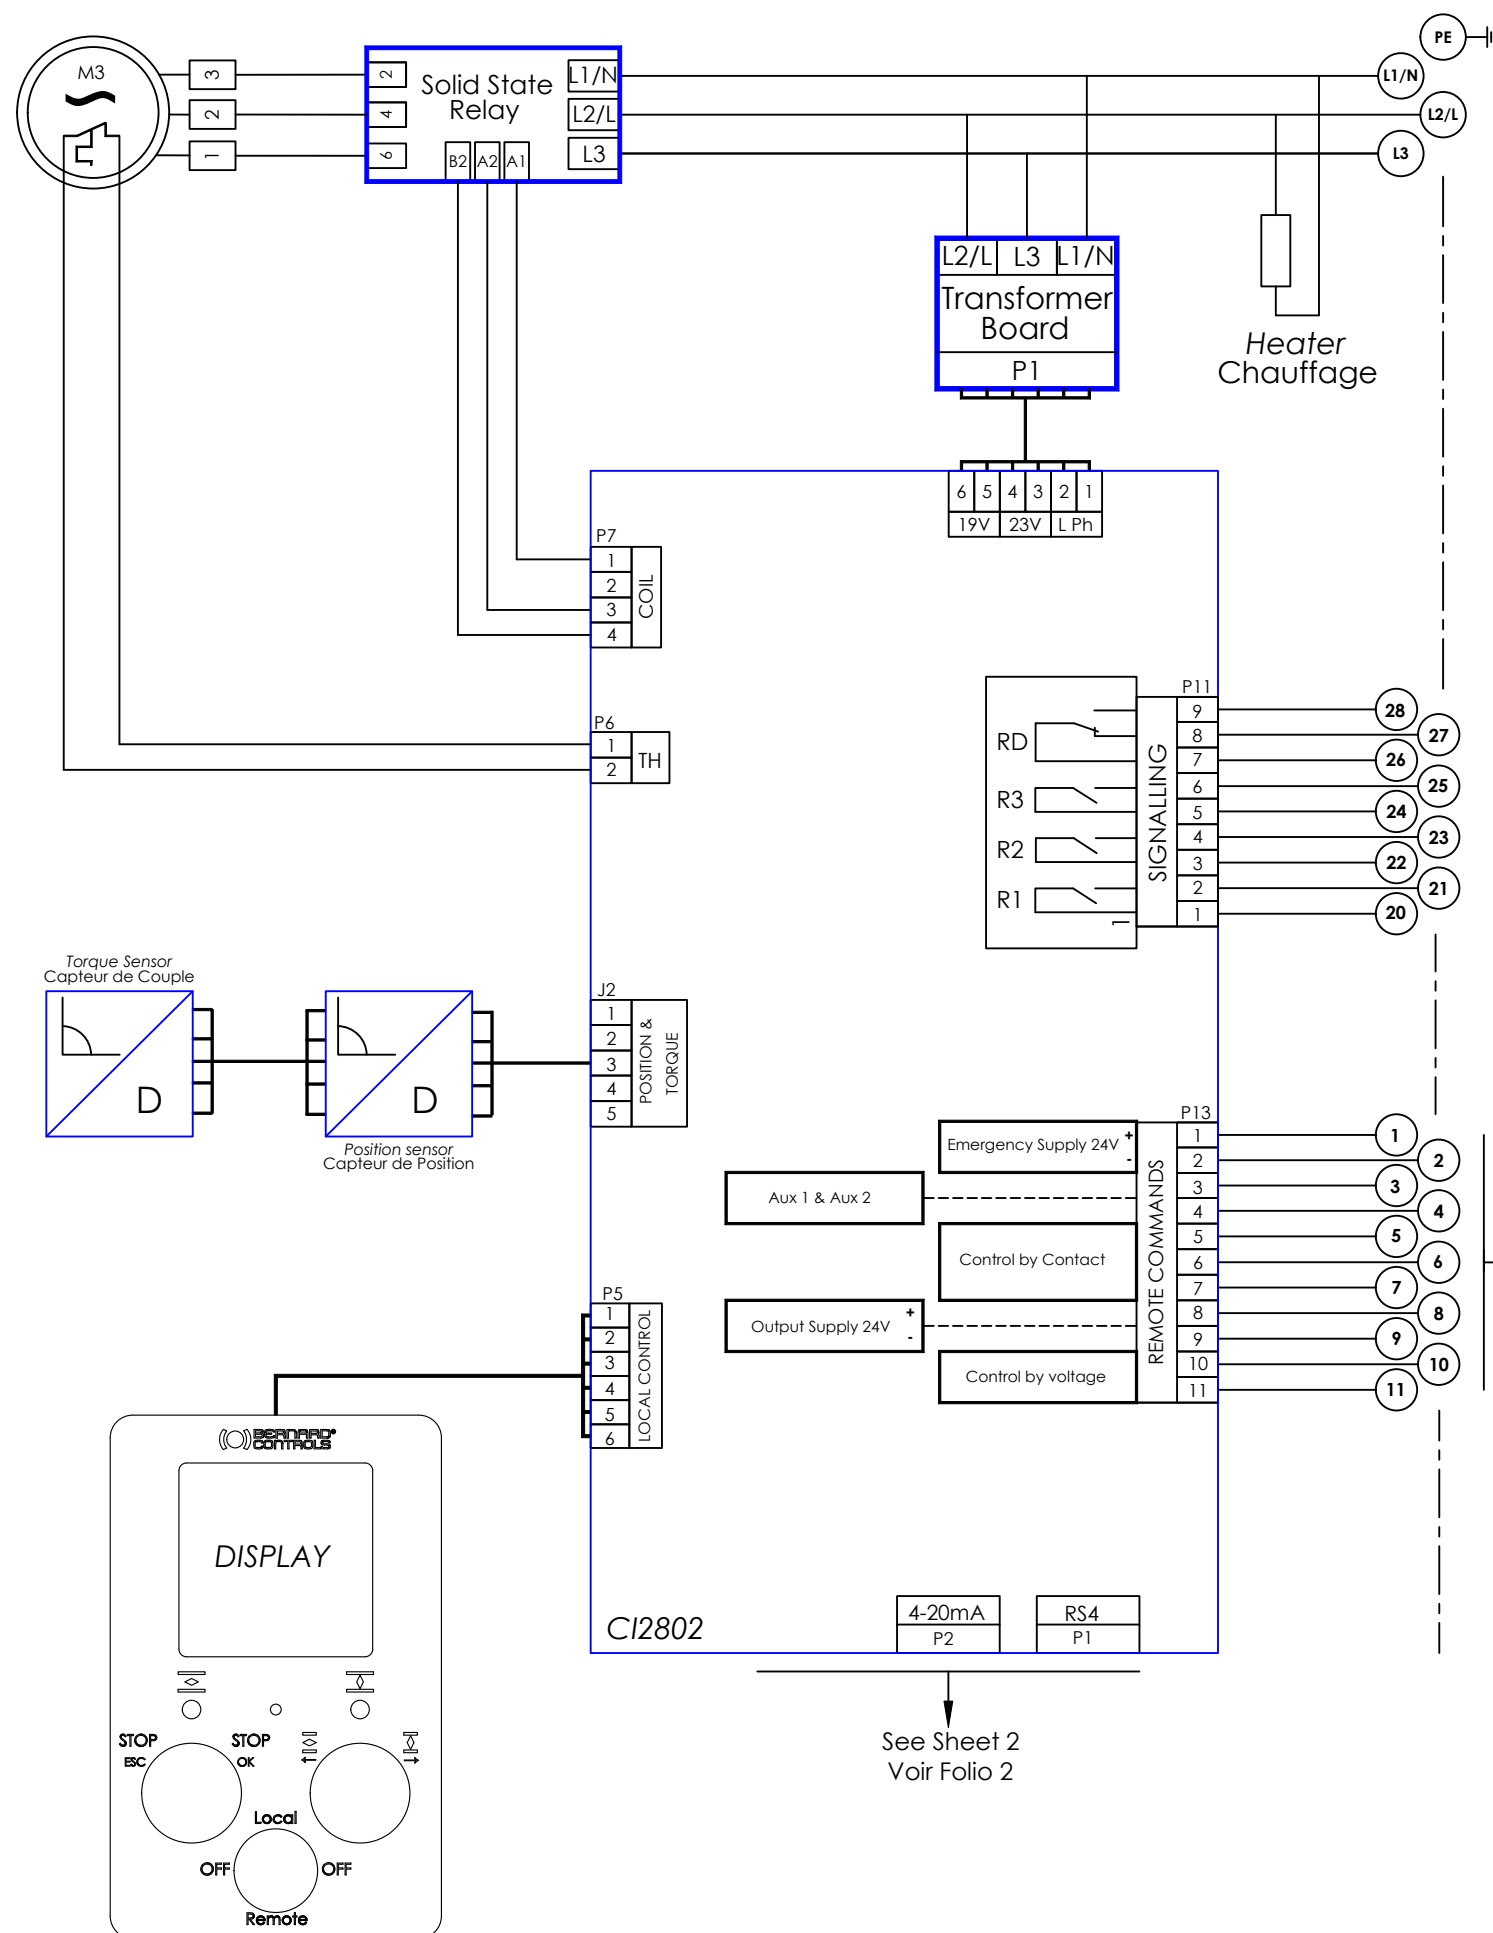 PE
M3
3
2
Solid State
Relay
L1/N
L1/N
2
4
L2/L
L2/L
1
6
B2
A2
A1
L3
L3
L2/L
L3
L1/N
Transformer
Board
P1
Heater
Chauffage
6
5
4
3
2
1
19V
23V
L Ph
P7
1
2
3
4
COIL
P6
1
2
TH
P11
RD
R3
R2
R1
1
SIGNALLING
9
8
7
6
5
4
3
2
1
28
27
26
25
24
23
22
21
20
Torque Sensor
Capteur de Couple
D
D
Position sensor
Capteur de Position
J2
1
2
3
4
5
POSITION &
TORQUE
P13
Emergency Supply 24V + -
Aux 1 & Aux 2
Control by Contact
Output Supply 24V + -
Control by voltage
REMOTE COMMANDS
1
2
3
4
5
6
7
8
9
10
11
1
2
3
4
5
6
7
8
9
10
11
P5
1
2
3
4
5
6
LOCAL CONTROL
BERNARD®
CONTROLS
DISPLAY
STOP
ESC
STOP
OK
Local
OFF
OFF
Remote
CI2802
4-20mA
P2
RS4
P1
See Sheet 2
Voir Folio 2